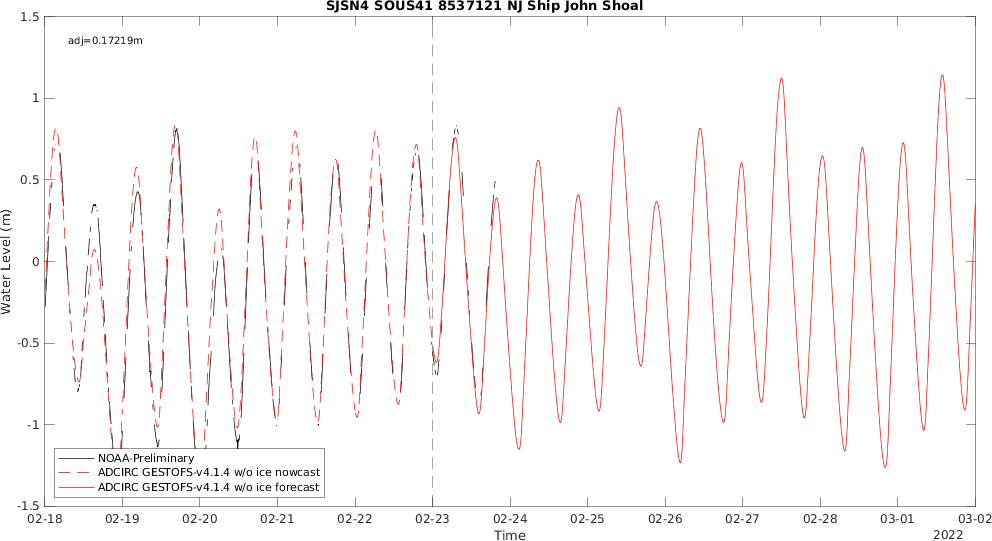 SJSN4 SOUS41 8537121 NJ Ship John Shoal
adj=0.17219m
1.5
1
0.5
0
-0.5
-1
-1.5
Water Level (m)
NOAA-Preliminary
ADCIRC GESTOFS-v4.1.4 w/o ice nowcast
ADCIRC GESTOFS-v4.1.4 w/o ice forecast
02-18 02-19 02-20 02-21 02-22 02-23 02-24 02-25 02-26 02-27 02-28 03-01 03-02
Time
2022